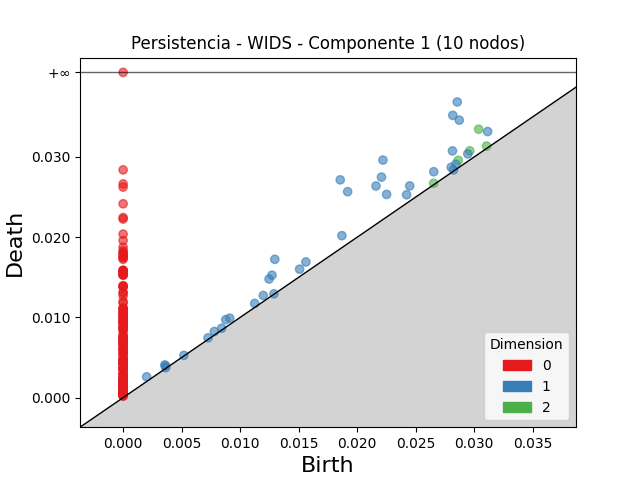 Persistencia - WIDS - Componente 1 (10 nodos)
+∞
0.030
0.020
0.010
0.000
Death
Dimension
0
1
2
0.000 0.005 0.010 0.015 0.020 0.025 0.030 0.035
Birth